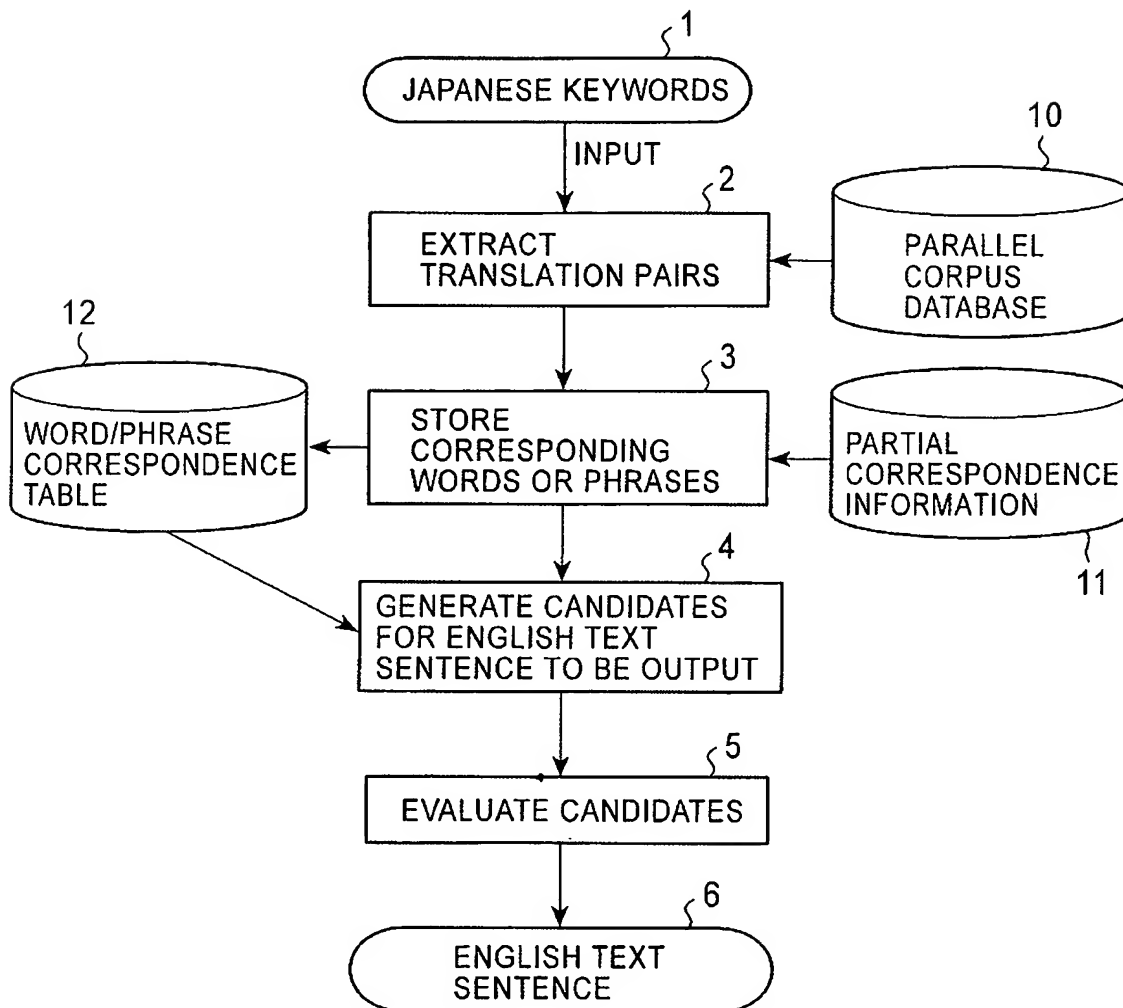 1
JAPANESE KEYWORDS
INPUT
10
2
EXTRACT
TRANSLATION PAIRS
PARALLEL
CORPUS
DATABASE
12
3
WORD/PHRASE
CORRESPONDENCE
TABLE
STORE
CORRESPONDING
WORDS OR PHRASES
PARTIAL
CORRESPONDENCE
INFORMATION
11
4
GENERATE CANDIDATES
FOR ENGLISH TEXT
SENTENCE TO BE OUTPUT
5
EVALUATE CANDIDATES
6
ENGLISH TEXT
SENTENCE